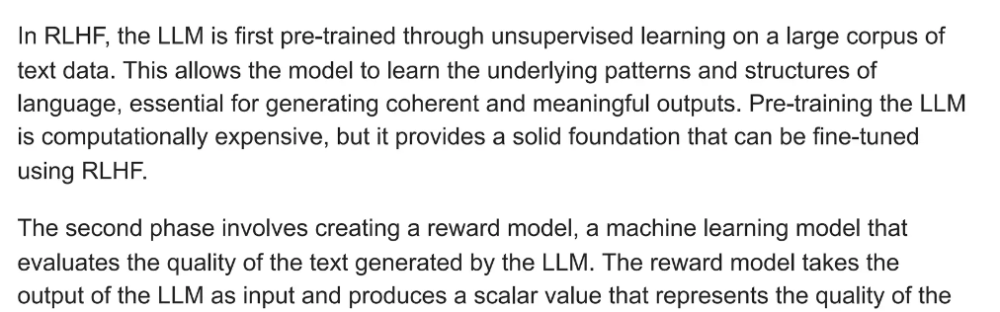 In RLHF, the LLM is first pre-trained through unsupervised learning on a large corpus of
text data. This allows the model to learn the underlying patterns and structures of
language, essential for generating coherent and meaningful outputs. Pre-training the LLM
is computationally expensive, but it provides a solid foundation that can be fine-tuned
using RLHF.
The second phase involves creating a reward model, a machine learning model that
evaluates the quality of the text generated by the LLM. The reward model takes the
output of the LLM as input and produces a scalar value that represents the quality of the